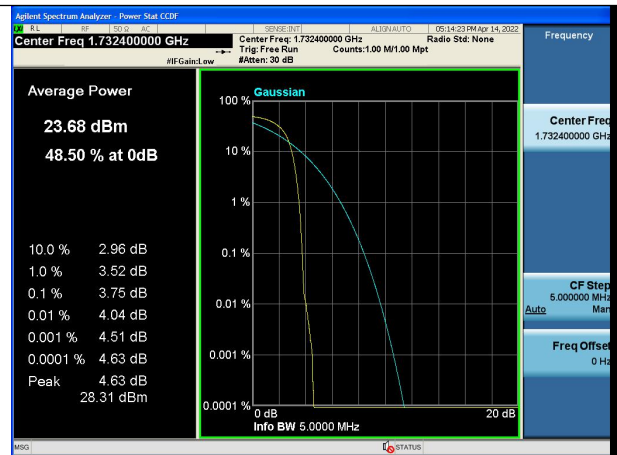 Agilent Spectrum Analyzer - Power Stat CCDF
RL RF 50 Ω AC SENSE:INT ALIGN AUTO 05:14:23 PM Apr 14, 2022
Center Freq 1.732400000 GHz
Center Freq: 1.732400000 GHz Radio Std: None
Trig: Free Run Counts:1.00 M/1.00 Mpt
#IFGain:Low #Atten: 30 dB
Frequency
Average Power
23.68 dBm
48.50 % at 0dB
10.0 % 2.96 dB
1.0 % 3.52 dB
0.1 % 3.75 dB
0.01 % 4.04 dB
0.001 % 4.51 dB
0.0001 % 4.63 dB
Peak 4.63 dB
28.31 dBm
Gaussian
100 %
10 %
1 %
0.1 %
0.01 %
0.001 %
0.0001 %
0 dB 20 dB
Info BW 5.0000 MHz
Center Freq
1.732400000 GHz
CF Step
5.000000 MHz
Auto Man
Freq Offset
0 Hz
MSG STATUS